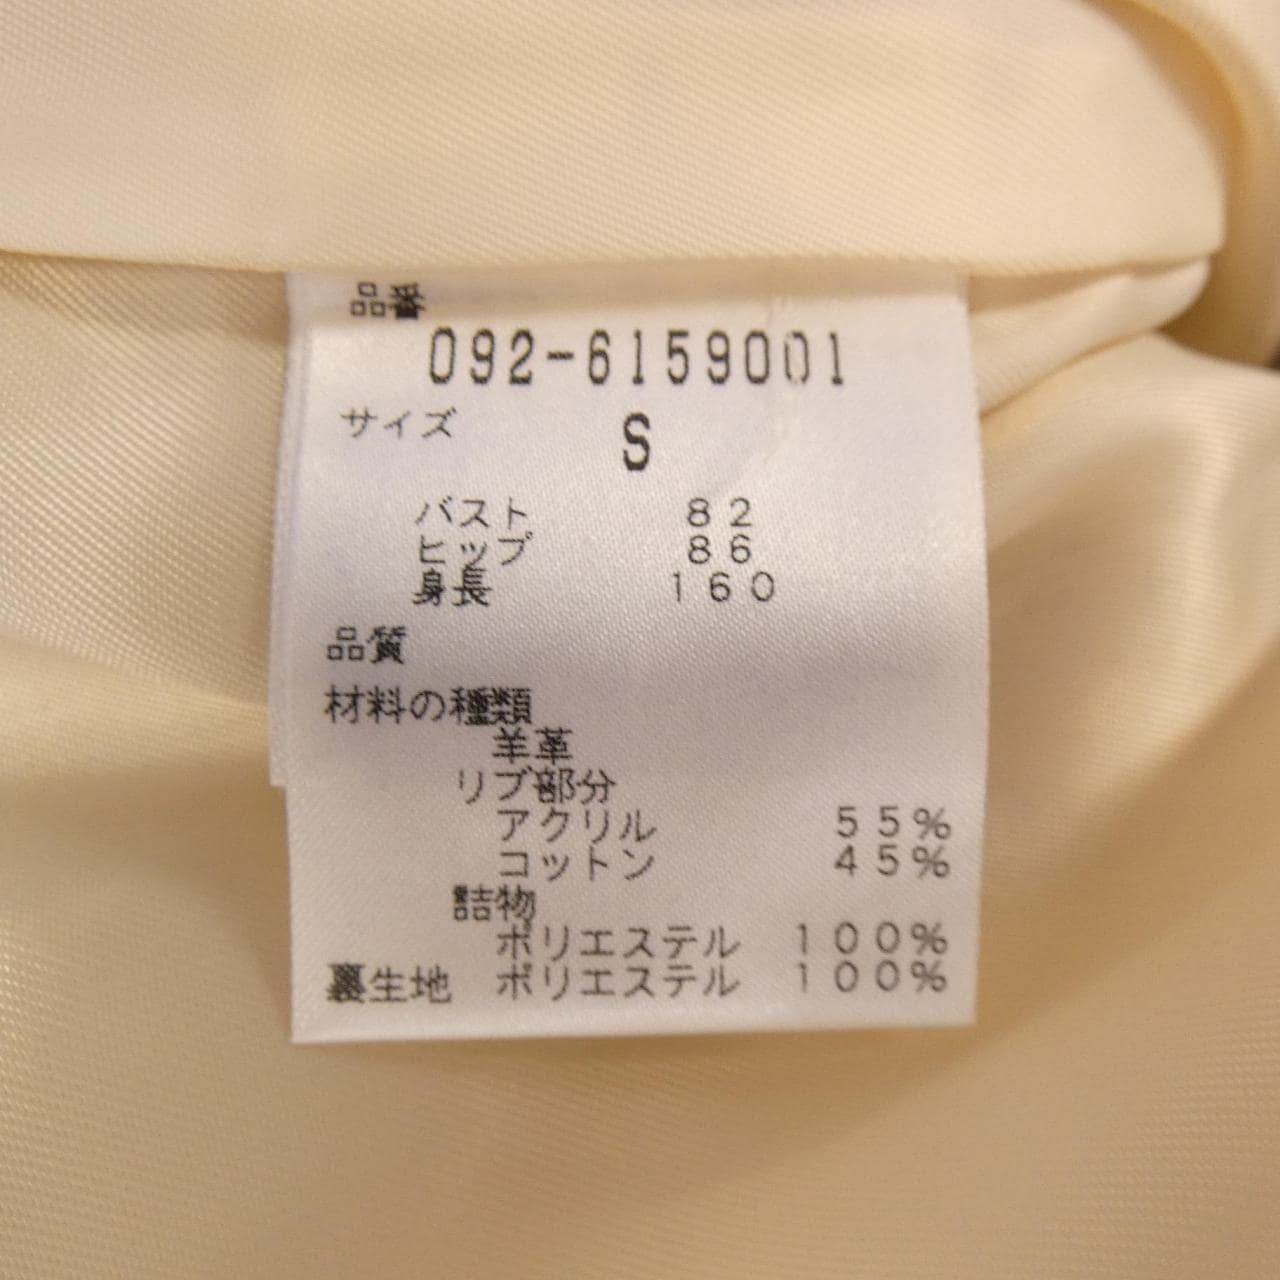 品番
092-6159001
サイズ S
バスト 82
ヒップ 86
身長 160
品質
材料の種類
羊革
リブ部分
アクリル 55%
コットン 45%
詰物
ポリエステル 100%
裏生地 ポリエステル 100%